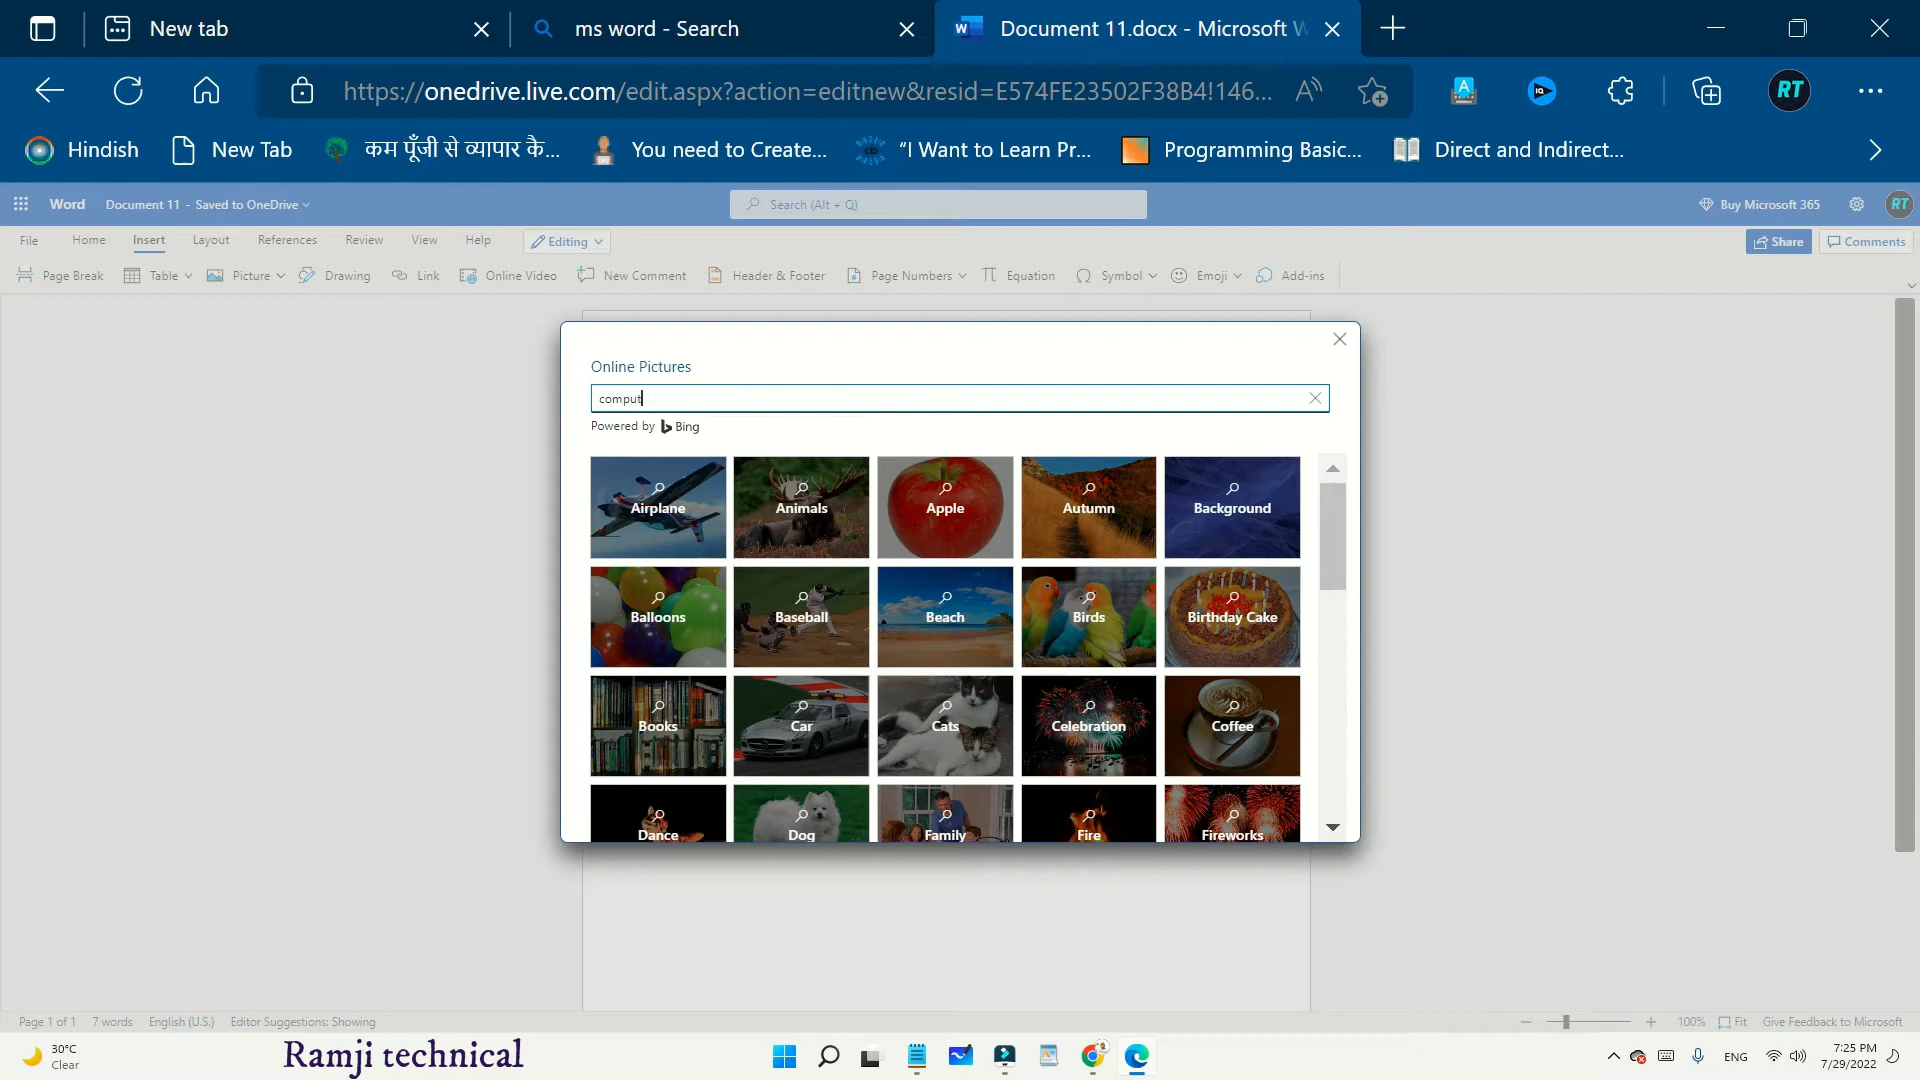 New tab
ms word - Search
Document 11.docx - Microsoft W
https://onedrive.live.com/edit.aspx?action=editnew&resid=E574FE23502F38B4!146...
RT
Hindish
New Tab
कम पूँजी से व्यापार कै...
You need to Create...
“I Want to Learn Pr...
Programming Basic...
Direct and Indirect...
Word
Document 11 - Saved to OneDrive
Search (Alt + Q)
Buy Microsoft 365
RT
File
Home
Insert
Layout
References
Review
View
Help
Editing
Share
Comments
Page Break
Table
Picture
Drawing
Link
Online Video
New Comment
Header & Footer
Page Numbers
Equation
Symbol
Emoji
Add-ins
Online Pictures
comput
Powered by Bing
Airplane
Animals
Apple
Autumn
Background
Balloons
Baseball
Beach
Birds
Birthday Cake
Books
Car
Cats
Celebration
Coffee
Dance
Dog
Family
Fire
Fireworks
Page 1 of 1
7 words
English (U.S.)
Editor Suggestions: Showing
100%
Fit
Give Feedback to Microsoft
30°C
Clear
Ramji technical
ENG
7:25 PM
7/29/2022